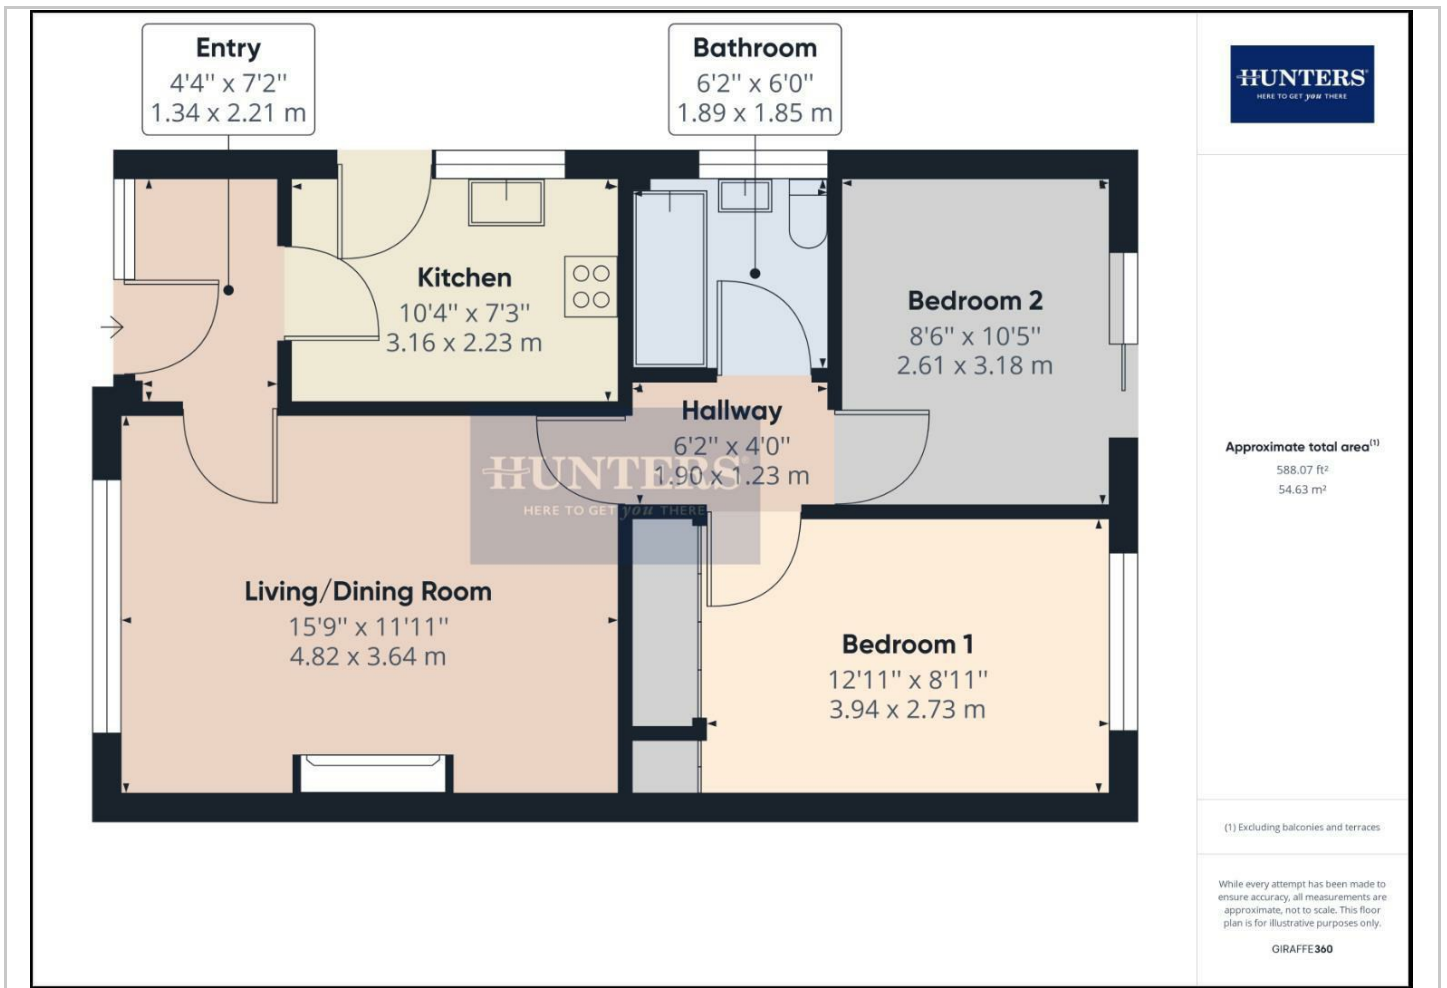 Entry
4'4" x 7'2"
1.34 x 2.21 m
Bathroom
6'2" x 6'0"
1.89 x 1.85 m
Kitchen
10'4" x 7'3"
3.16 x 2.23 m
Bedroom 2
8'6" x 10'5"
2.61 x 3.18 m
Hallway
6'2" x 4'0"
1.90 x 1.23 m
HUNTERS
HERE TO GET you THERE
Living/Dining Room
15'9" x 11'11"
4.82 x 3.64 m
Bedroom 1
12'11" x 8'11"
3.94 x 2.73 m
HUNTERS
HERE TO GET you THERE
Approximate total area(1)
588.07 ft²
54.63 m²
(1) Excluding balconies and terraces
While every attempt has been made to
ensure accuracy, all measurements are
approximate, not to scale. This floor
plan is for illustrative purposes only.
GIRAFFE360